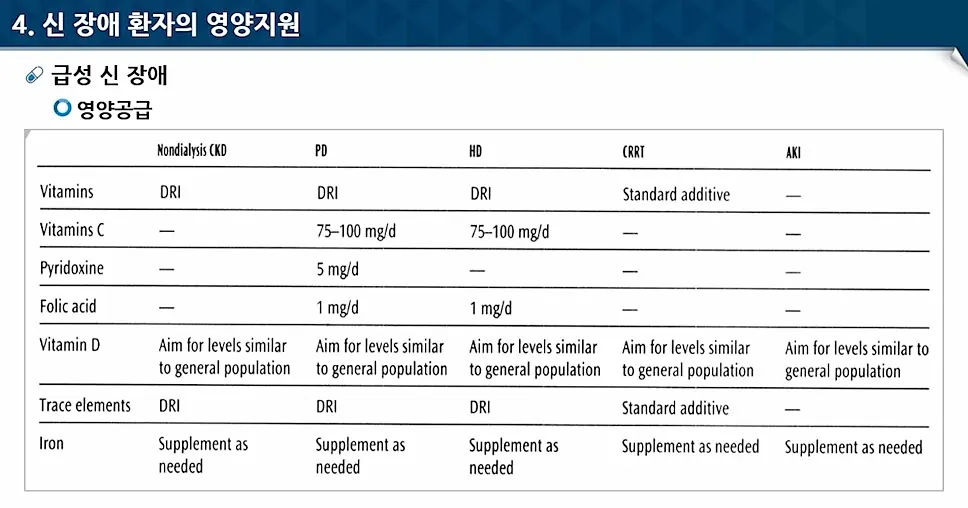 4. 신 장애 환자의 영양지원
급성 신 장애
영양공급
Nondialysis CKD PD HD CRRT AKI
Vitamins DRI DRI DRI Standard additive —
Vitamins C — 75–100 mg/d 75–100 mg/d — —
Pyridoxine — 5 mg/d — — —
Folic acid — 1 mg/d 1 mg/d — —
Vitamin D Aim for levels similar Aim for levels similar Aim for levels similar Aim for levels similar Aim for levels similar to
to general population to general population to general population to general population general population
Trace elements DRI DRI DRI Standard additive —
Iron Supplement as Supplement as Supplement as Supplement as needed Supplement as needed
needed needed needed